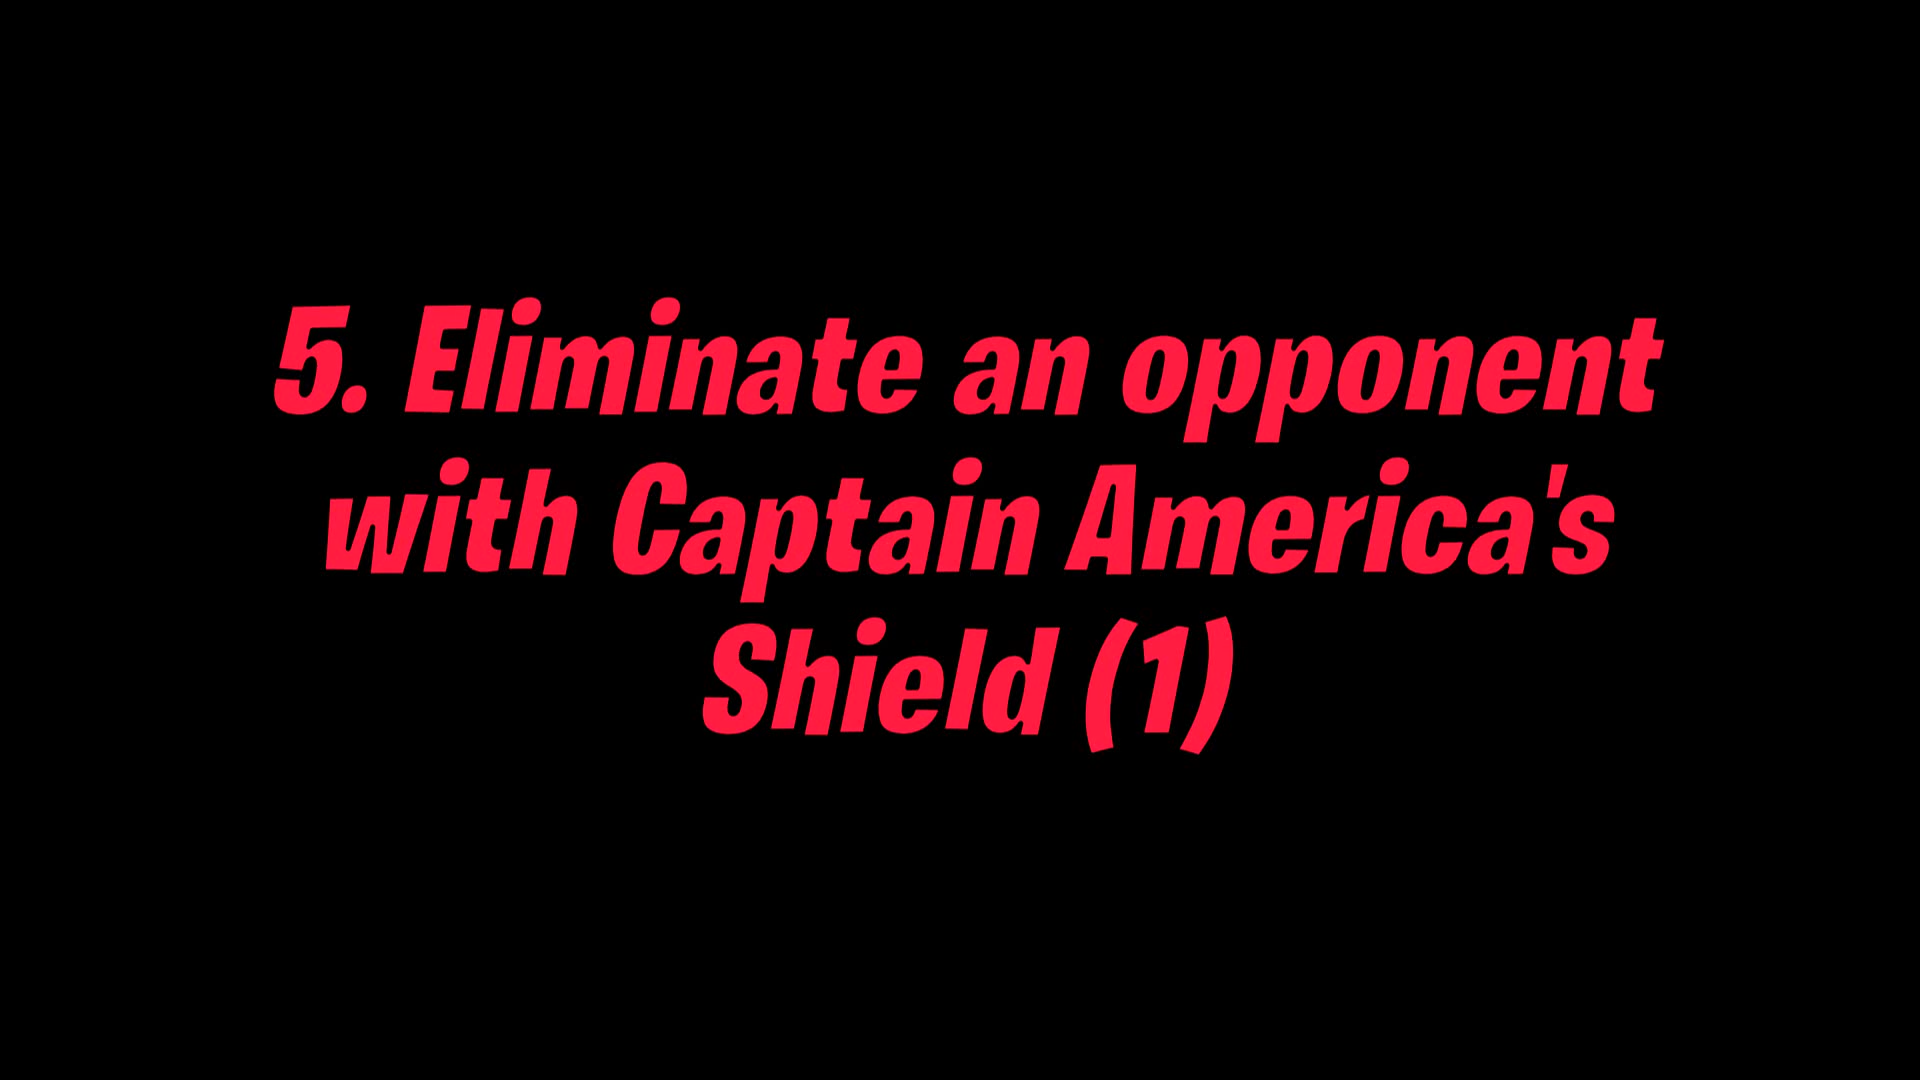 5. Eliminate an opponent
with Captain America's
Shield (1)